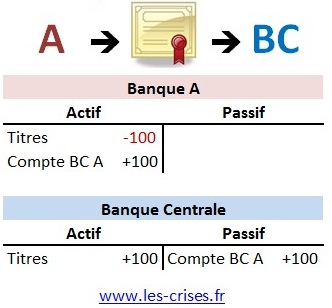 A BC
Banque A
Actif Passif
Titres -100
Compte BC A +100
Banque Centrale
Actif Passif
Titres +100 Compte BC A +100
www.les-crises.fr